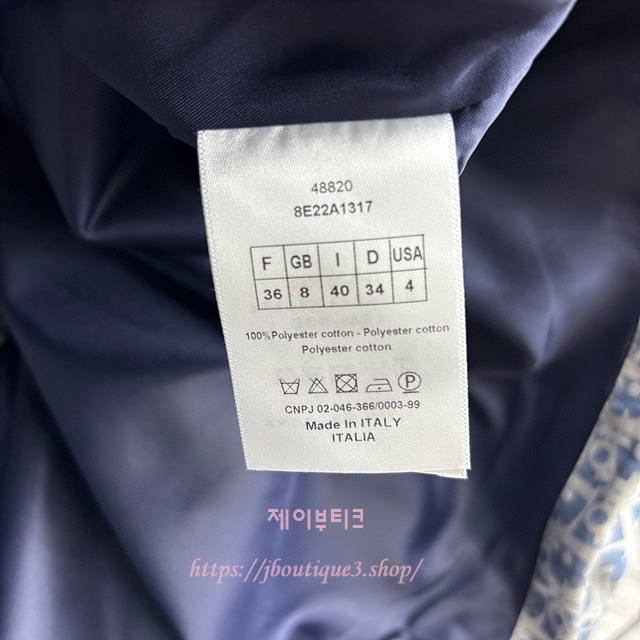 48820
8E22A1317
F GB I D USA
36 8 40 34 4
100%Polyester cotton - Polyester cotton
Polyester cotton
P
CNPJ 02-046-366/0003-99
Made In ITALY
ITALIA
제이부티크
https://jboutique3.shop/